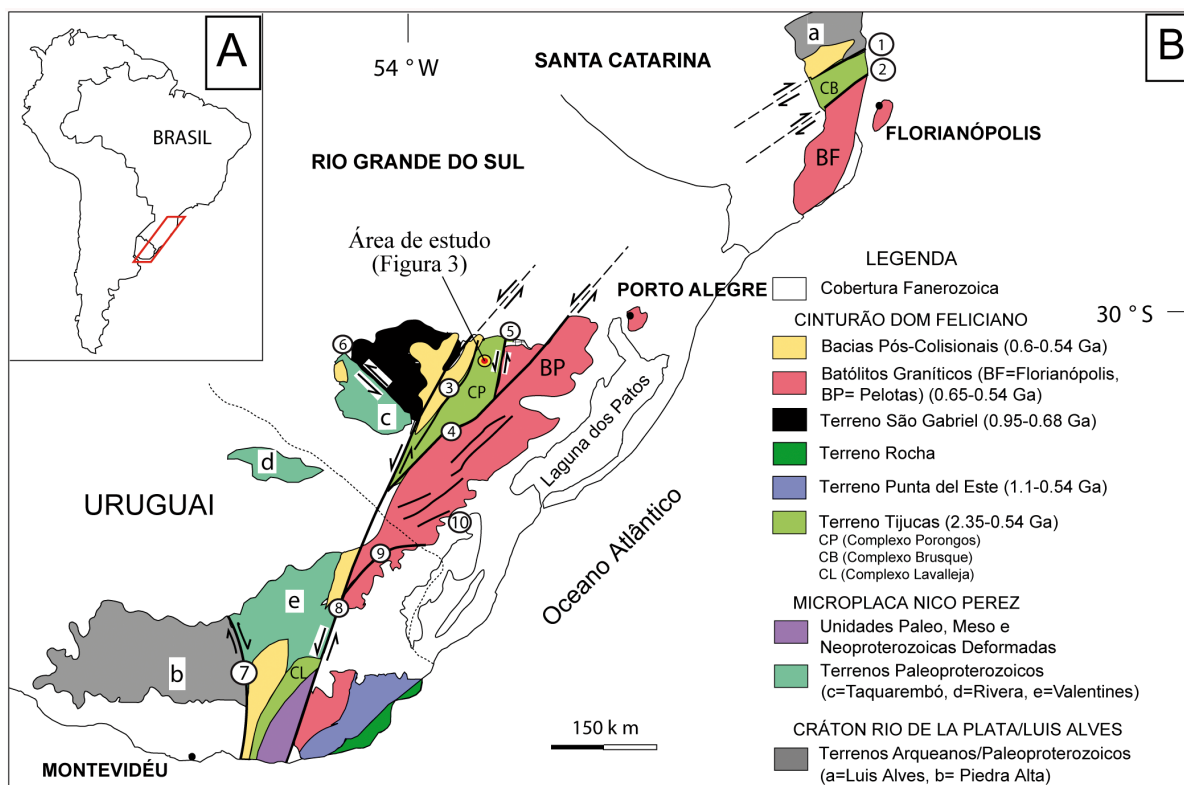 A
BRASIL
B
54 ° W
SANTA CATARINA
a
1
2
CB
FLORIANÓPOLIS
BF
RIO GRANDE DO SUL
Área de estudo
(Figura 3)
PORTO ALEGRE
30 ° S
6
5
BP
3
CP
c
4
d
Laguna dos Patos
URUGUAI
10
9
Oceano Atlântico
e
8
7
CL
b
150 k m
MONTEVIDÉU
LEGENDA
Cobertura Fanerozoica
CINTURÃO DOM FELICIANO
Bacias Pós-Colisionais (0.6-0.54 Ga)
Batólitos Graníticos (BF=Florianópolis,
BP= Pelotas) (0.65-0.54 Ga)
Terreno São Gabriel (0.95-0.68 Ga)
Terreno Rocha
Terreno Punta del Este (1.1-0.54 Ga)
Terreno Tijucas (2.35-0.54 Ga)
CP (Complexo Porongos)
CB (Complexo Brusque)
CL (Complexo Lavalleja)
MICROPLACA NICO PEREZ
Unidades Paleo, Meso e
Neoproterozoicas Deformadas
Terrenos Paleoproterozoicos
(c=Taquarembó, d=Rivera, e=Valentines)
CRÁTON RIO DE LA PLATA/LUIS ALVES
Terrenos Arqueanos/Paleoproterozoicos
(a=Luis Alves, b= Piedra Alta)